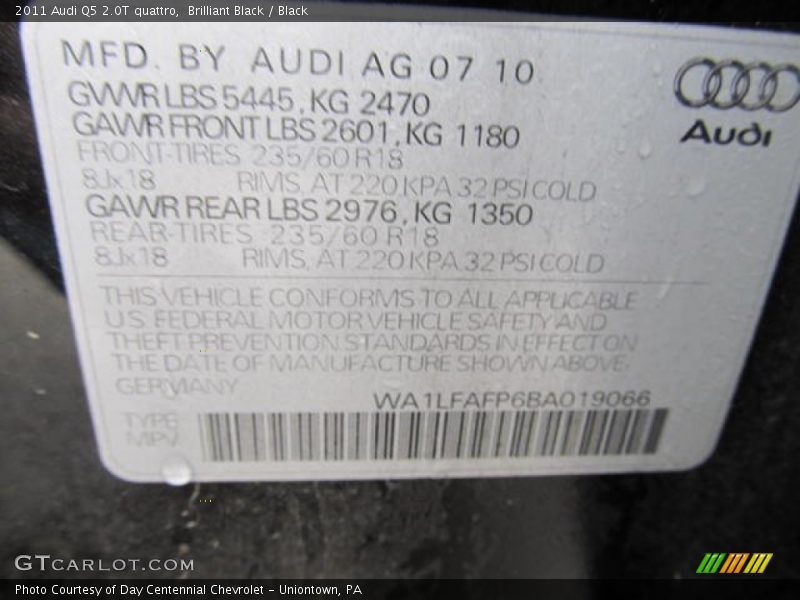 2011 Audi Q5 2.0T quattro, Brilliant Black / Black
MFD. BY AUDI AG 07 10
GVWR LBS 5445, KG 2470
GAWR FRONT LBS 2601, KG 1180
FRONT-TIRES 235/60 R18
8Jx18 RIMS, AT 220 KPA 32 PSI COLD
GAWR REAR LBS 2976, KG 1350
REAR-TIRES 235/60 R18
8Jx18 RIMS, AT 220 KPA 32 PSI COLD
Audi
THIS VEHICLE CONFORMS TO ALL APPLICABLE
U.S FEDERAL MOTOR VEHICLE SAFETY AND
THEFT PREVENTION STANDARDS IN EFFECT ON
THE DATE OF MANUFACTURE SHOWN ABOVE.
GERMANY
WA1LFAFP6BA019066
TYPE
MPV
GTCARLOT.COM
Photo Courtesy of Day Centennial Chevrolet - Uniontown, PA